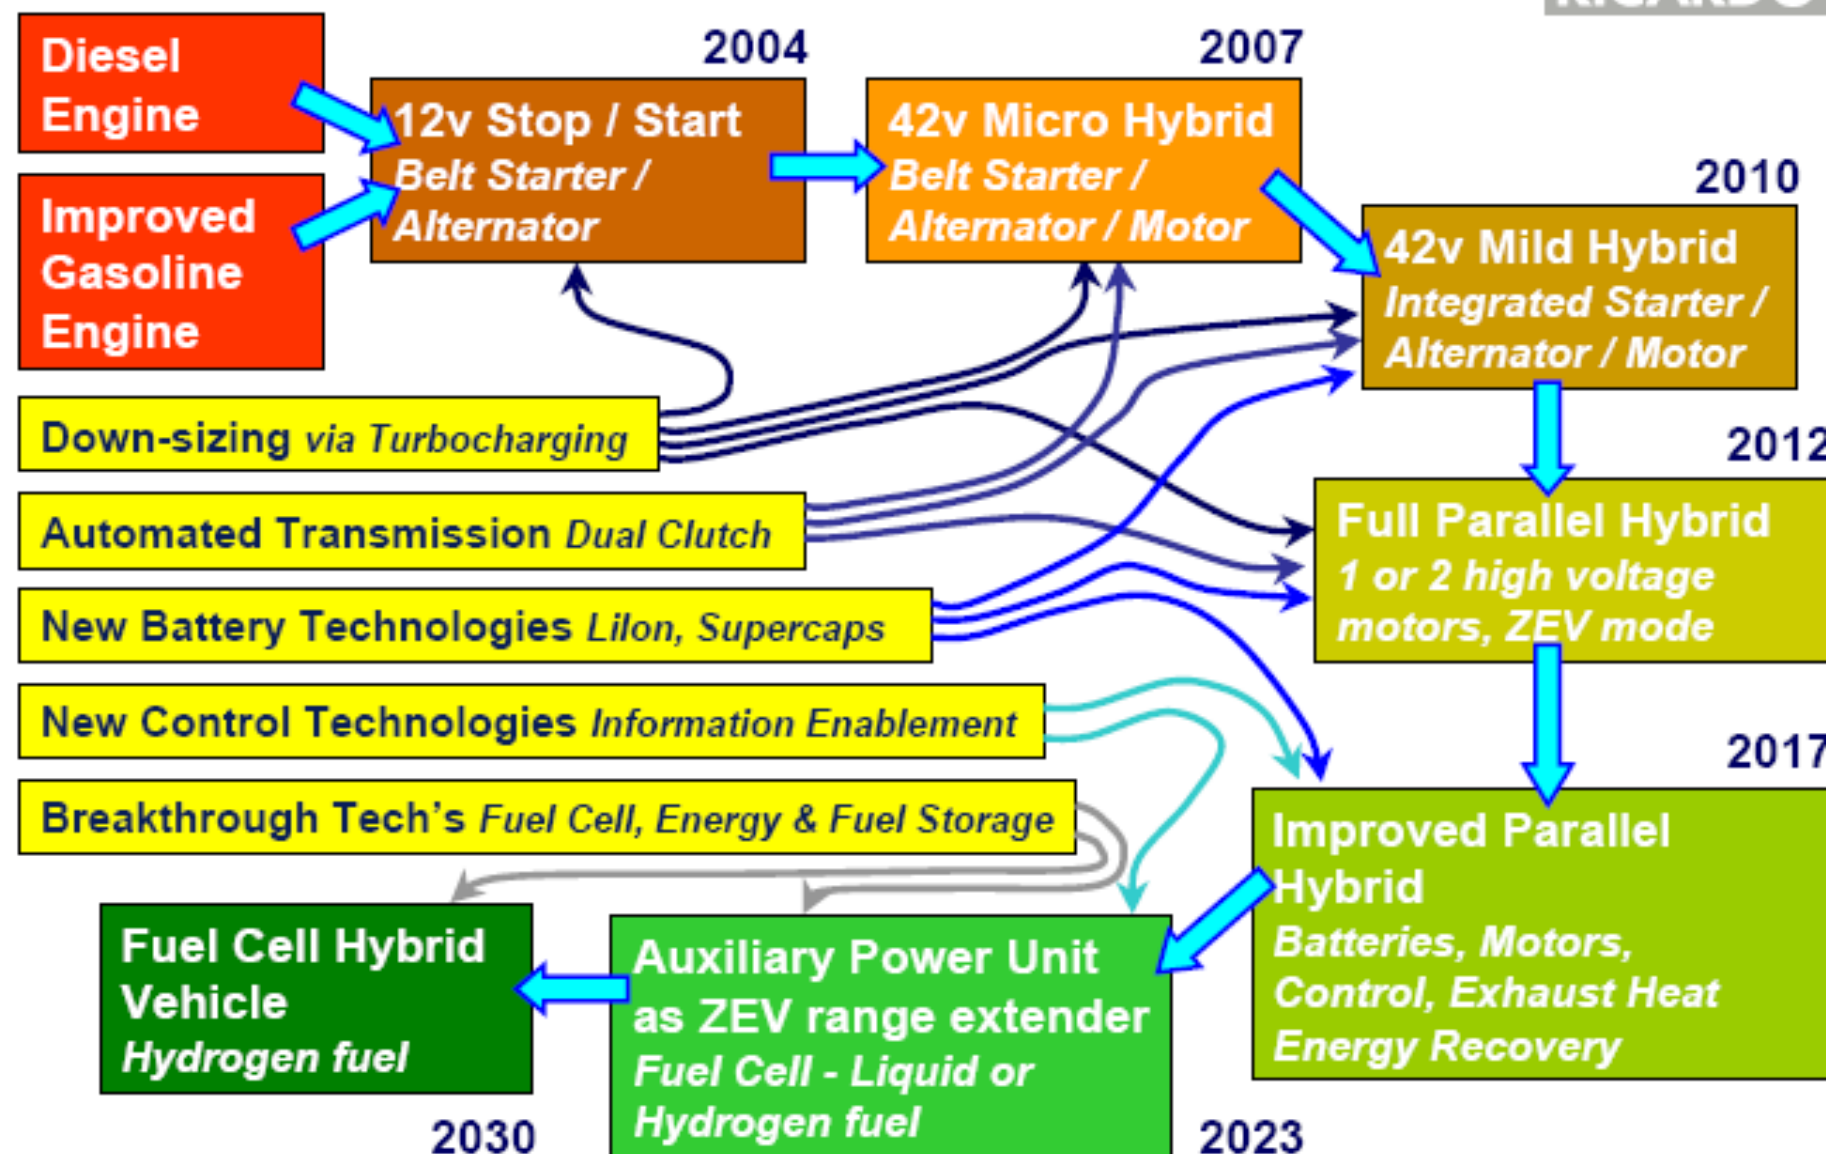 RICARDO
Diesel
Engine
2004
12v Stop / Start
Belt Starter /
Alternator
2007
42v Micro Hybrid
Belt Starter /
Alternator / Motor
Improved
Gasoline
Engine
2010
42v Mild Hybrid
Integrated Starter /
Alternator / Motor
Down-sizing via Turbocharging
2012
Automated Transmission Dual Clutch
Full Parallel Hybrid
1 or 2 high voltage
motors, ZEV mode
New Battery Technologies LiIon, Supercaps
New Control Technologies Information Enablement
2017
Breakthrough Tech's Fuel Cell, Energy & Fuel Storage
Improved Parallel
Hybrid
Batteries, Motors,
Control, Exhaust Heat
Energy Recovery
Fuel Cell Hybrid
Vehicle
Hydrogen fuel
2030
Auxiliary Power Unit
as ZEV range extender
Fuel Cell - Liquid or
Hydrogen fuel
2023